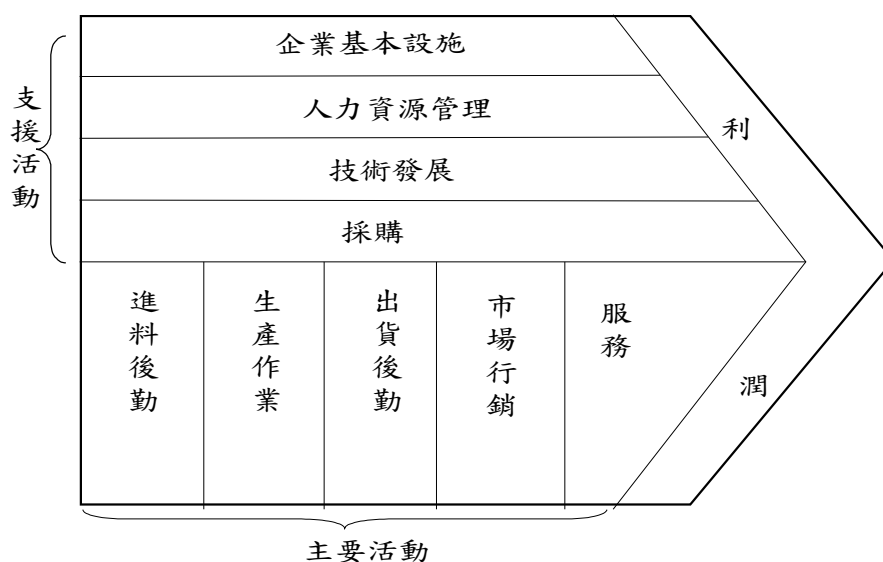 企業基本設施
人力資源管理
技術發展
採購
支援活動
利潤
進料後勤
生產作業
出貨後勤
市場行銷
服務
主要活動